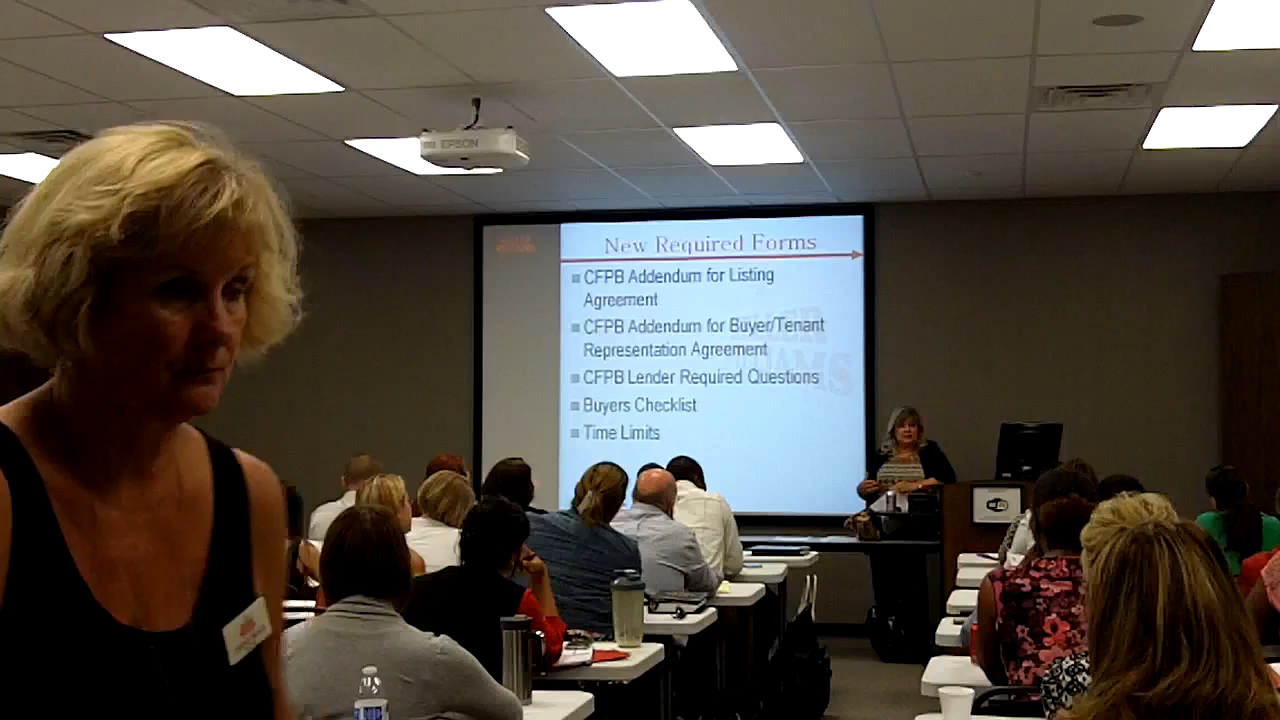 EPSON
New Required Forms
CFPB Addendum for Listing
Agreement
CFPB Addendum for Buyer/Tenant
Representation Agreement
CFPB Lender Required Questions
Buyers Checklist
Time Limits